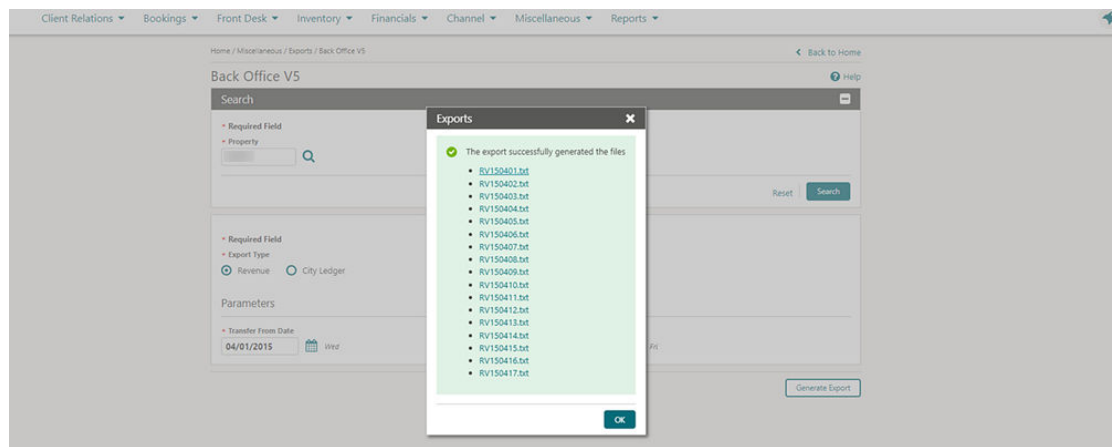 Client Relations Bookings Front Desk Inventory Financials Channel Miscellaneous Reports
Home / Miscellaneous / Exports / Back Office V5
Back to Home
Back Office V5
Help
Search
* Required Field
* Property
Reset
Search
* Required Field
* Export Type
Revenue
City Ledger
Parameters
* Transfer From Date
04/01/2015
Wed
Fri
Generate Export
Exports
The export successfully generated the files
RV150401.txt
RV150402.txt
RV150403.txt
RV150404.txt
RV150405.txt
RV150406.txt
RV150407.txt
RV150408.txt
RV150409.txt
RV150410.txt
RV150411.txt
RV150412.txt
RV150413.txt
RV150414.txt
RV150415.txt
RV150416.txt
RV150417.txt
OK